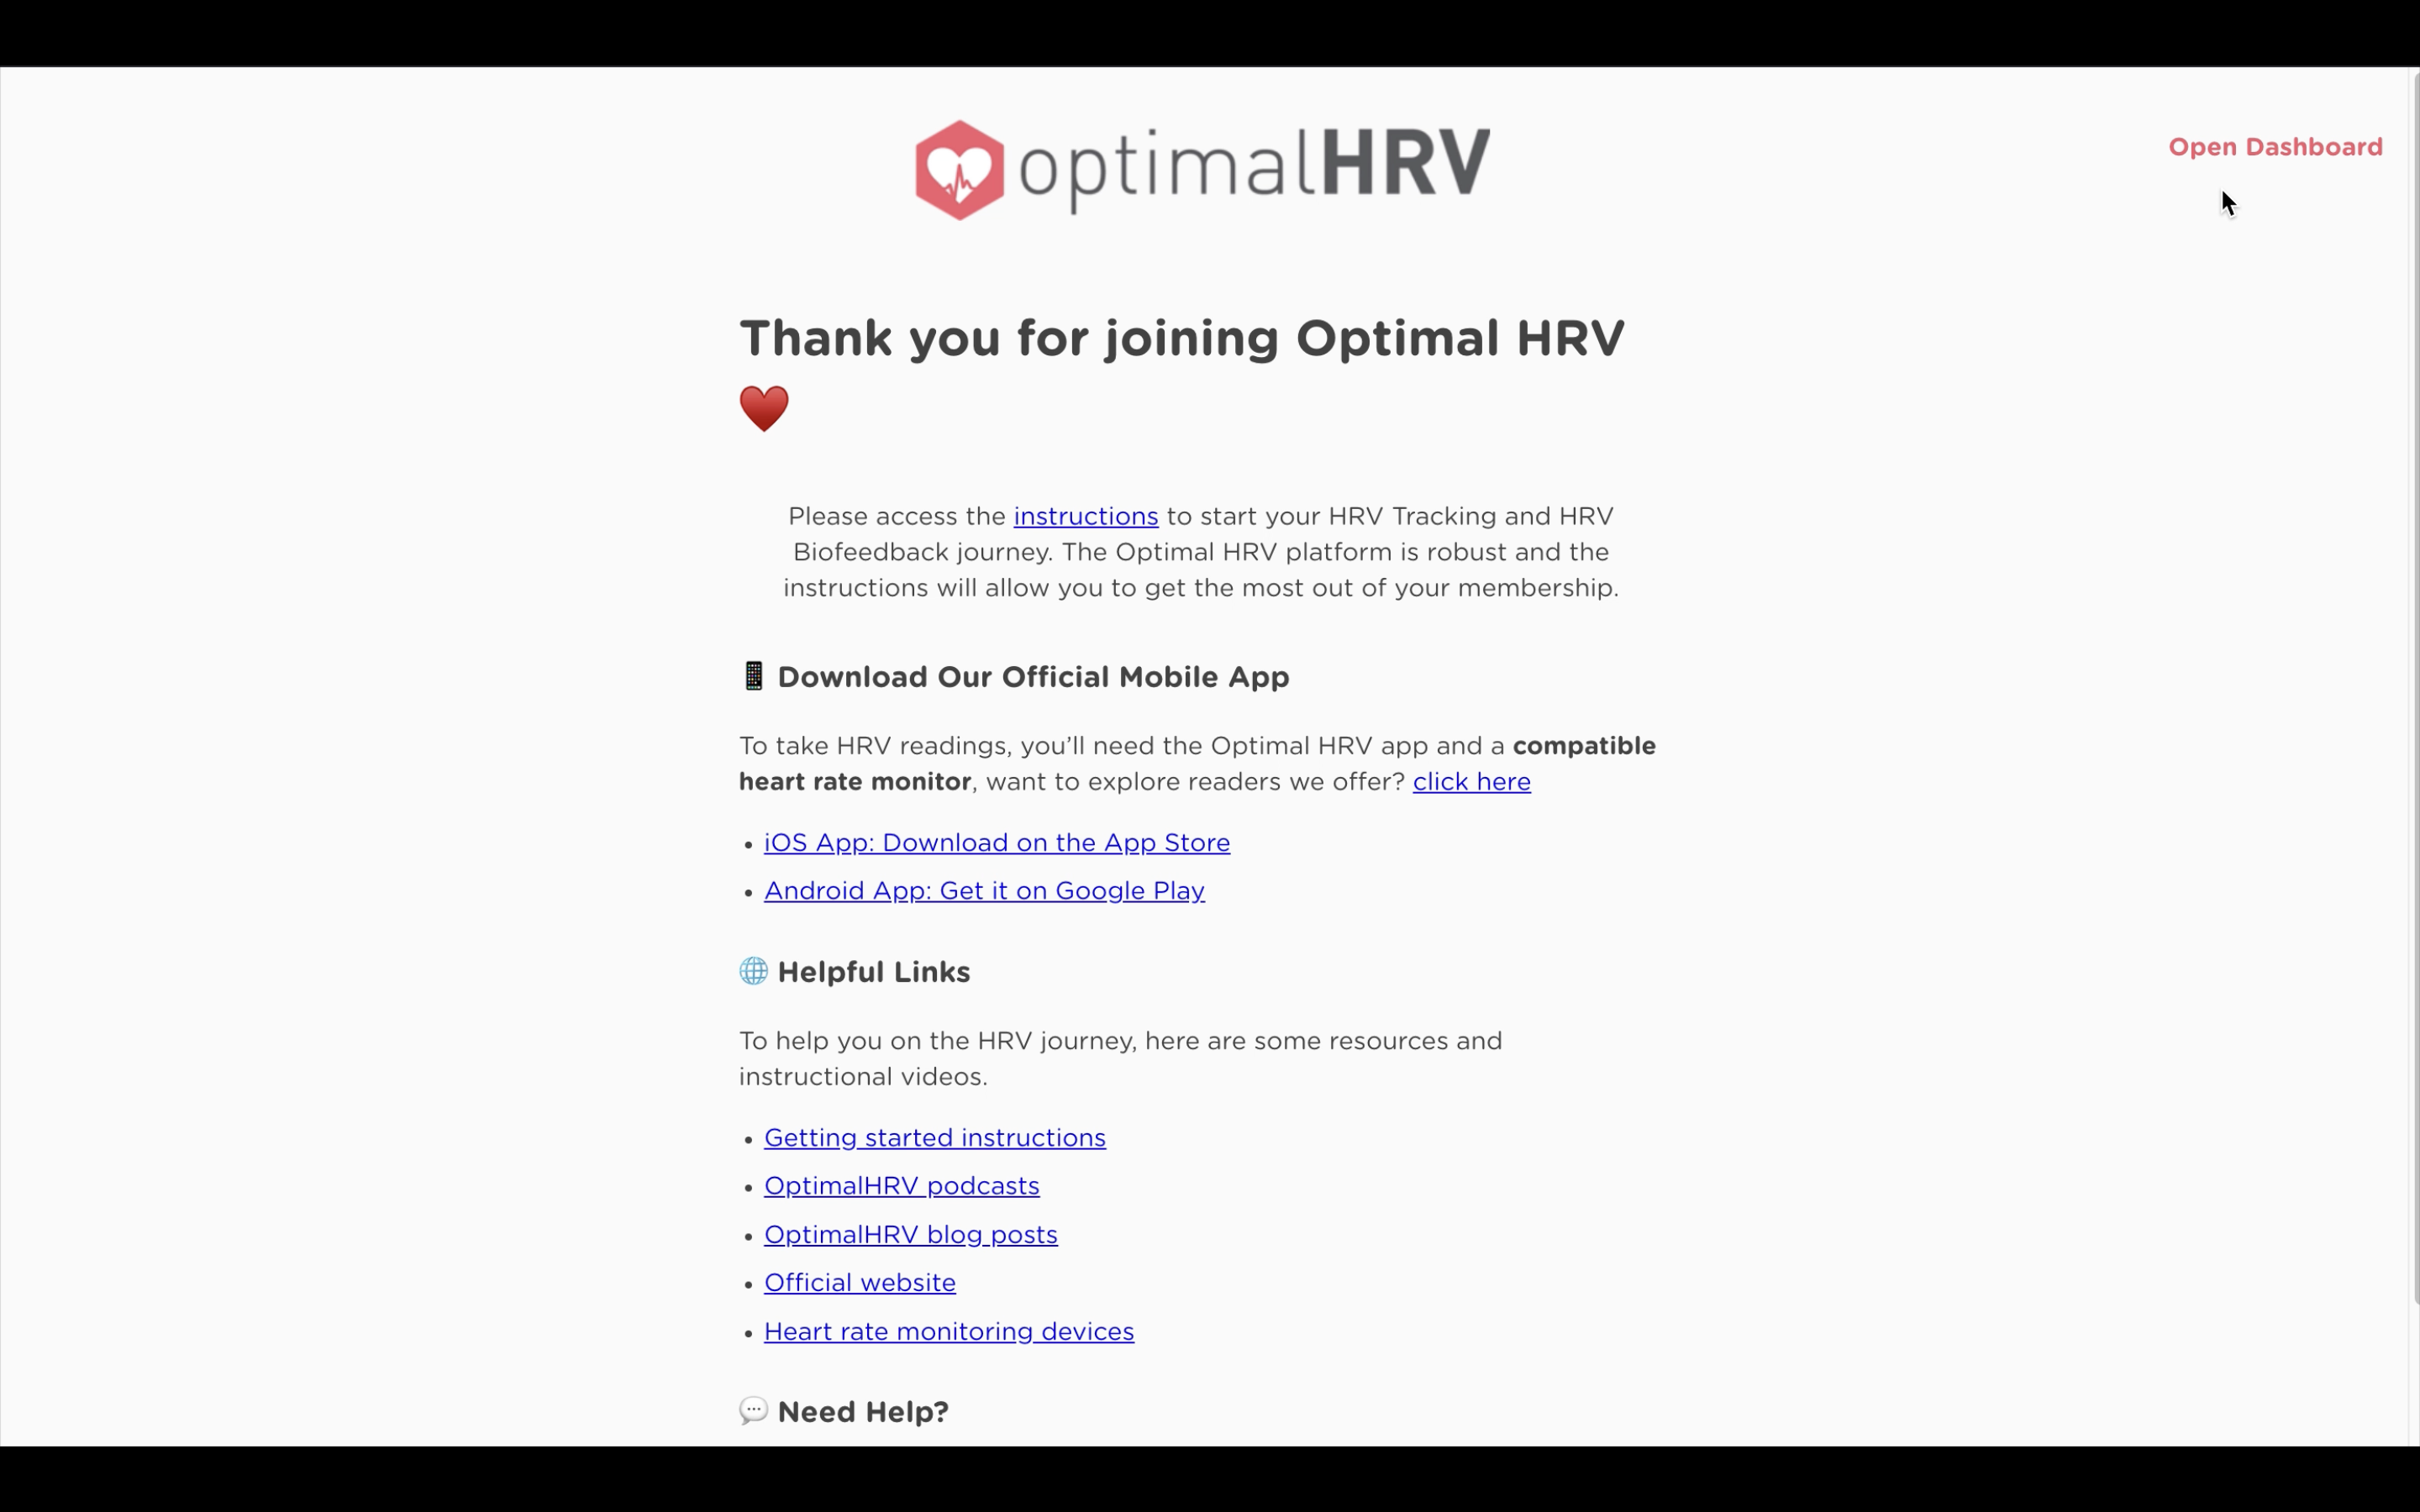 optimalHRV
Open Dashboard
Thank you for joining Optimal HRV
Please access the instructions to start your HRV Tracking and HRV
Biofeedback journey. The Optimal HRV platform is robust and the
instructions will allow you to get the most out of your membership.
Download Our Official Mobile App
To take HRV readings, you’ll need the Optimal HRV app and a compatible
heart rate monitor, want to explore readers we offer? click here
• iOS App: Download on the App Store
• Android App: Get it on Google Play
Helpful Links
To help you on the HRV journey, here are some resources and
instructional videos.
• Getting started instructions
• OptimalHRV podcasts
• OptimalHRV blog posts
• Official website
• Heart rate monitoring devices
Need Help?